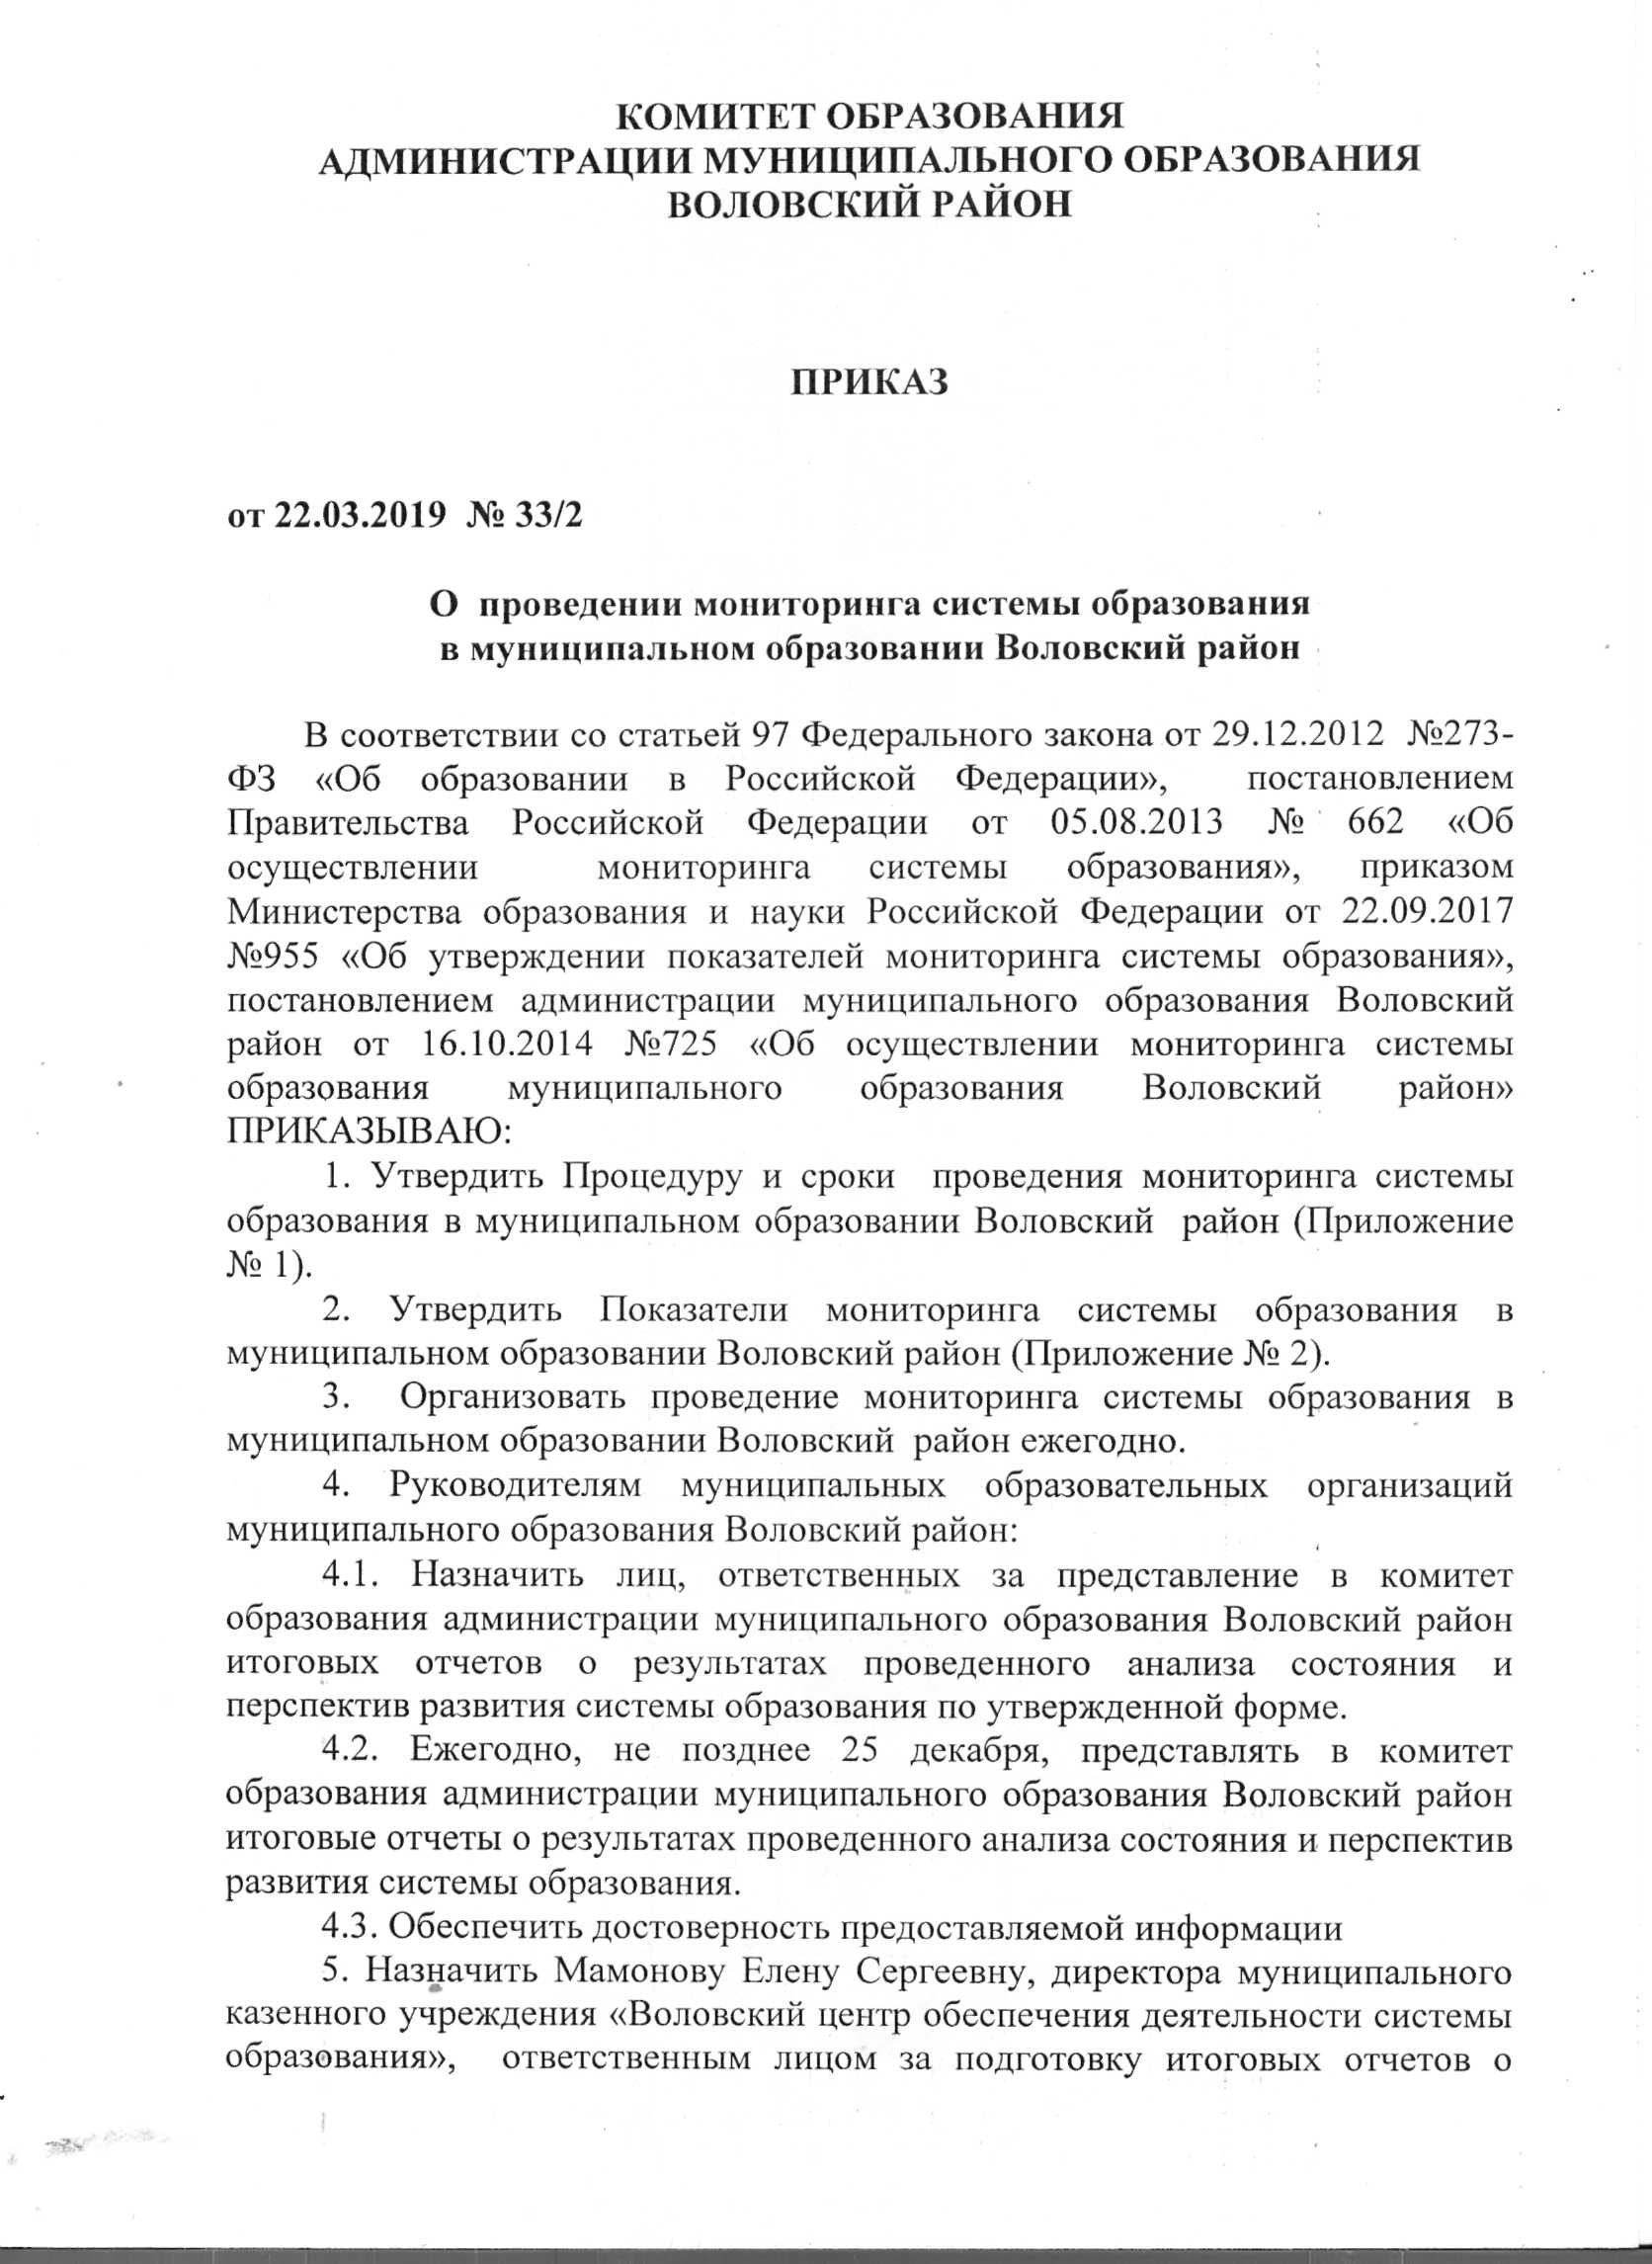 КОМИТЕТ ОБРАЗОВАНИЯ
АДМИНИСТРАЦИИ МУНИЦИПАЛЬНОГО ОБРАЗОВАНИЯ
ВОЛОВСКИЙ РАЙОН
ПРИКАЗ
от 22.03.2019 № 33/2
О проведении мониторинга системы образования
в муниципальном образовании Воловский район
В соответствии со статьей 97 Федерального закона от 29.12.2012 №273-
ФЗ «Об образовании в Российской Федерации», постановлением
Правительства Российской Федерации от 05.08.2013 № 662 «Об
осуществлении мониторинга системы образования», приказом
Министерства образования и науки Российской Федерации от 22.09.2017
№955 «Об утверждении показателей мониторинга системы образования»,
постановлением администрации муниципального образования Воловский
район от 16.10.2014 №725 «Об осуществлении мониторинга системы
образования муниципального образования Воловский район»
ПРИКАЗЫВАЮ:
1. Утвердить Процедуру и сроки проведения мониторинга системы
образования в муниципальном образовании Воловский район (Приложение
№ 1).
2. Утвердить Показатели мониторинга системы образования в
муниципальном образовании Воловский район (Приложение № 2).
3. Организовать проведение мониторинга системы образования в
муниципальном образовании Воловский район ежегодно.
4. Руководителям муниципальных образовательных организаций
муниципального образования Воловский район:
4.1. Назначить лиц, ответственных за представление в комитет
образования администрации муниципального образования Воловский район
итоговых отчетов о результатах проведенного анализа состояния и
перспектив развития системы образования по утвержденной форме.
4.2. Ежегодно, не позднее 25 декабря, представлять в комитет
образования администрации муниципального образования Воловский район
итоговые отчеты о результатах проведенного анализа состояния и перспектив
развития системы образования.
4.3. Обеспечить достоверность предоставляемой информации
5. Назначить Мамонову Елену Сергеевну, директора муниципального
казенного учреждения «Воловский центр обеспечения деятельности системы
образования», ответственным лицом за подготовку итоговых отчетов о